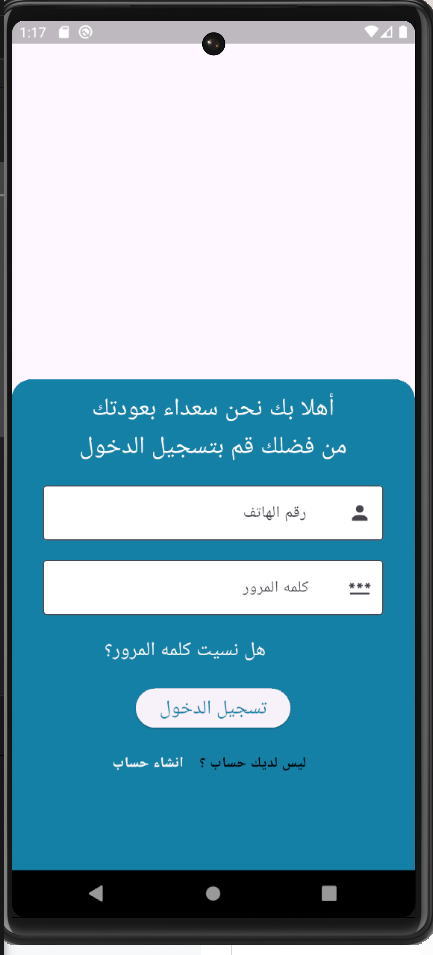 1:17
أهلا بك نحن سعداء بعودتك
من فضلك قم بتسجيل الدخول
رقم الهاتف
كلمه المرور
هل نسيت كلمه المرور؟
تسجيل الدخول
ليس لديك حساب ؟ انشاء حساب